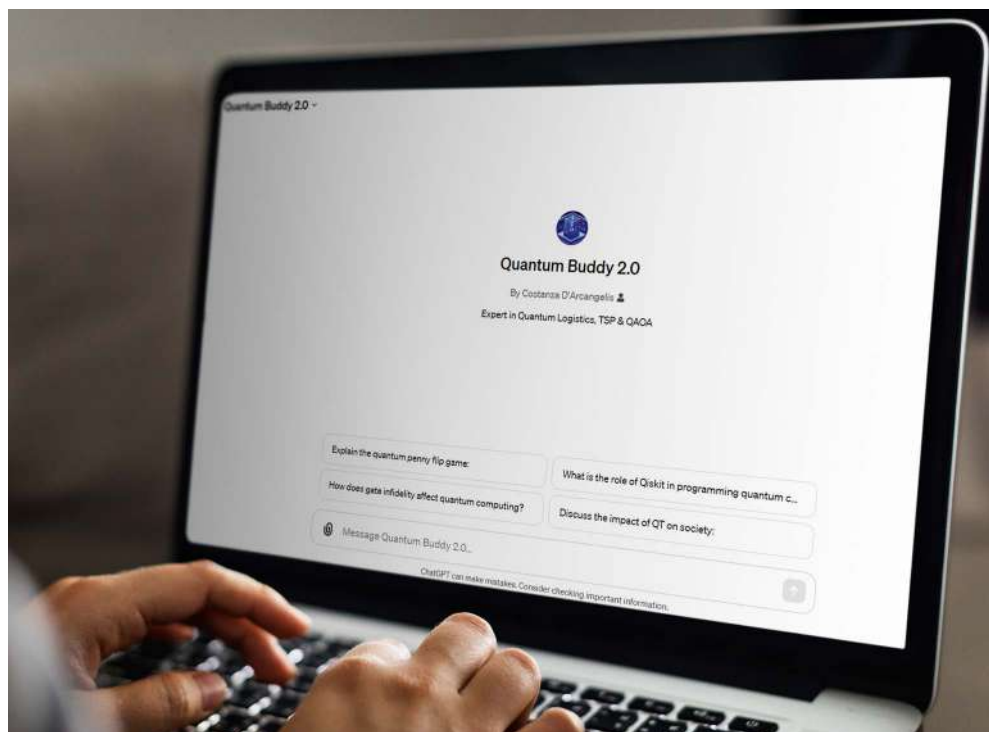 Quantum Buddy 2.0
Quantum Buddy 2.0
By Costanza D'Arcangelis
Expert in Quantum Logistics, TSP & QAOA
Explain the quantum penny flip game:
What is the role of Qiskit in programming quantum c...
How does gate infidelity affect quantum computing?
Discuss the impact of QT on society:
Message Quantum Buddy 2.0...
ChatGPT can make mistakes. Consider checking important information.